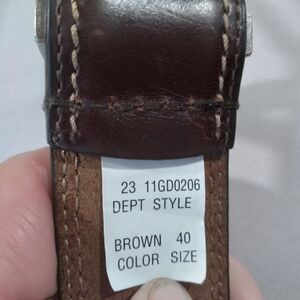 23 11GD0206
DEPT STYLE
BROWN 40
COLOR SIZE